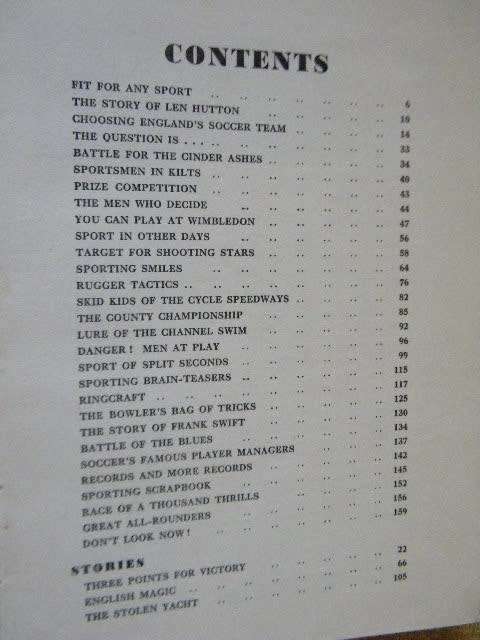 CONTENTS
FIT FOR ANY SPORT .. .. .. .. .. .. 6
THE STORY OF LEN HUTTON .. .. .. .. .. 10
CHOOSING ENGLAND'S SOCCER TEAM .. .. .. .. 14
THE QUESTION IS ... .. .. .. .. .. .. 33
BATTLE FOR THE CINDER ASHES .. .. .. .. .. 34
SPORTSMEN IN KILTS .. .. .. .. .. .. 40
PRIZE COMPETITION .. .. .. .. .. .. 43
THE MEN WHO DECIDE .. .. .. .. .. 44
YOU CAN PLAY AT WIMBLEDON .. .. .. .. .. 47
SPORT IN OTHER DAYS .. .. .. .. .. 56
TARGET FOR SHOOTING STARS .. .. .. .. .. 58
SPORTING SMILES .. .. .. .. .. .. 64
RUGGER TACTICS .. .. .. .. .. .. .. 76
SKID KIDS OF THE CYCLE SPEEDWAYS .. .. .. .. 82
THE COUNTY CHAMPIONSHIP .. .. .. .. .. 85
LURE OF THE CHANNEL SWIM .. .. .. .. .. 92
DANGER! MEN AT PLAY .. .. .. .. .. 96
SPORT OF SPLIT SECONDS .. .. .. .. .. 99
SPORTING BRAIN-TEASERS .. .. .. .. .. 115
RINGCRAFT .. .. .. .. .. .. .. 117
THE BOWLER'S BAG OF TRICKS .. .. .. .. .. 125
THE STORY OF FRANK SWIFT .. .. .. .. .. 130
BATTLE OF THE BLUES .. .. .. .. .. 134
SOCCER'S FAMOUS PLAYER MANAGERS .. .. .. .. 137
RECORDS AND MORE RECORDS .. .. .. .. .. 142
SPORTING SCRAPBOOK .. .. .. .. .. 145
RACE OF A THOUSAND THRILLS .. .. .. .. 152
GREAT ALL-ROUNDERS .. .. .. .. .. 156
DON'T LOOK NOW! .. .. .. .. .. .. 159
STORIES
THREE POINTS FOR VICTORY .. .. .. .. .. 22
ENGLISH MAGIC .. .. .. .. .. .. 66
THE STOLEN YACHT .. .. .. .. .. .. 105